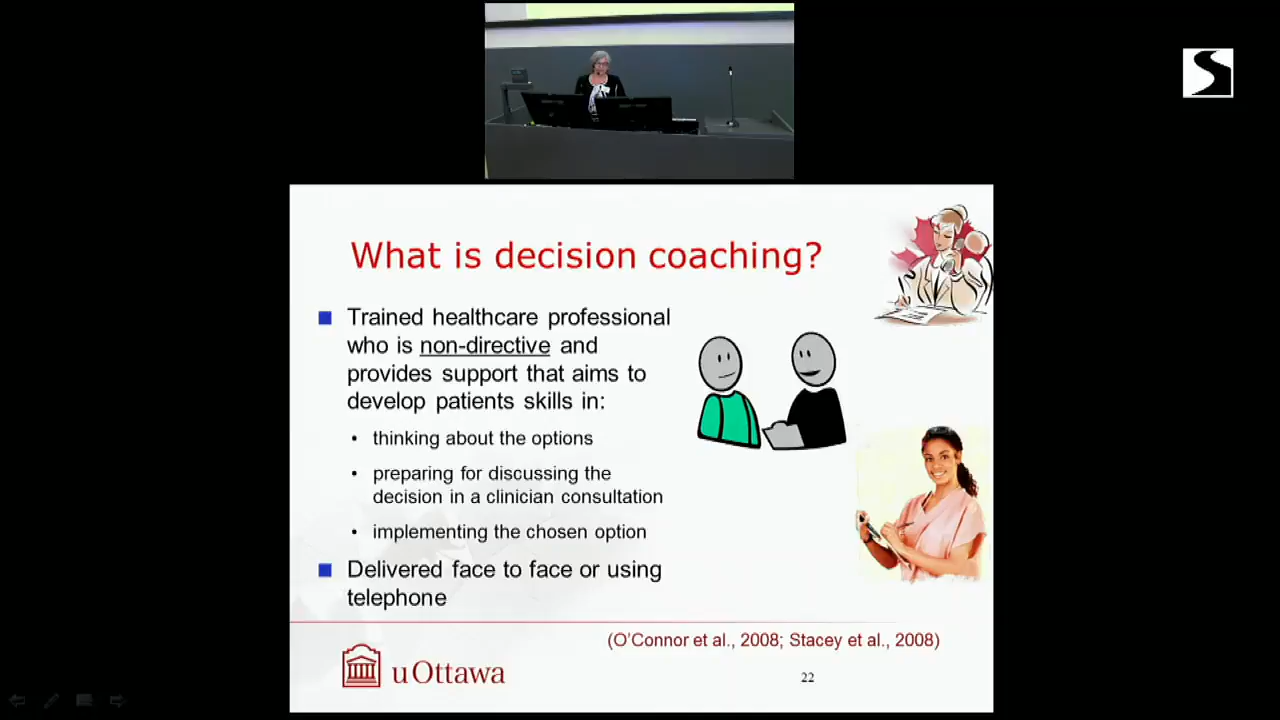 What is decision coaching?
Trained healthcare professional
who is non-directive and
provides support that aims to
develop patients skills in:
• thinking about the options
• preparing for discussing the
decision in a clinician consultation
• implementing the chosen option
Delivered face to face or using
telephone
(O'Connor et al., 2008; Stacey et al., 2008)
uOttawa
22